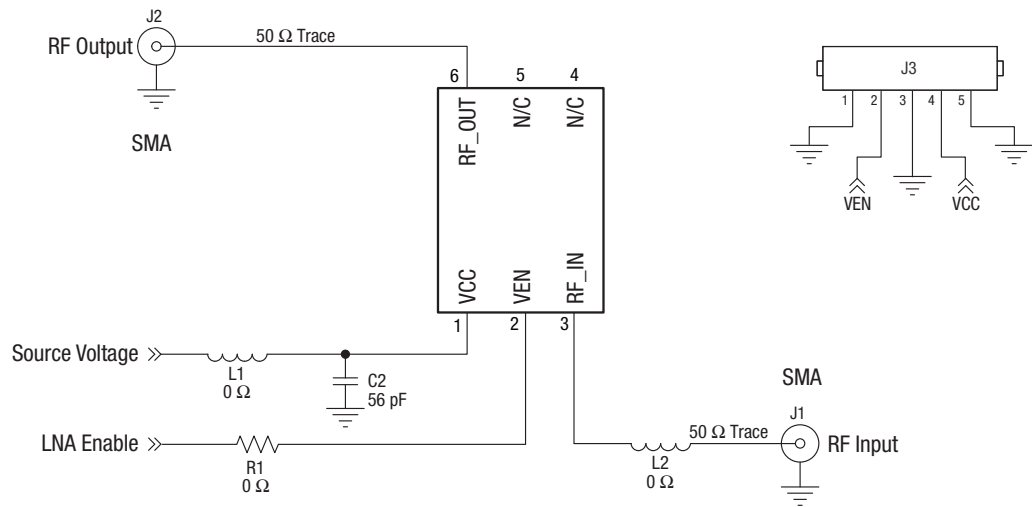 J2
RF Output
50 Ω Trace
SMA
6 5 4
RF_OUT
N/C
N/C
VCC
VEN
RF_IN
1 2 3
J3
1 2 3 4 5
VEN
VCC
Source Voltage
L1
0 Ω
C2
56 pF
LNA Enable
R1
0 Ω
SMA
J1
50 Ω Trace
RF Input
L2
0 Ω